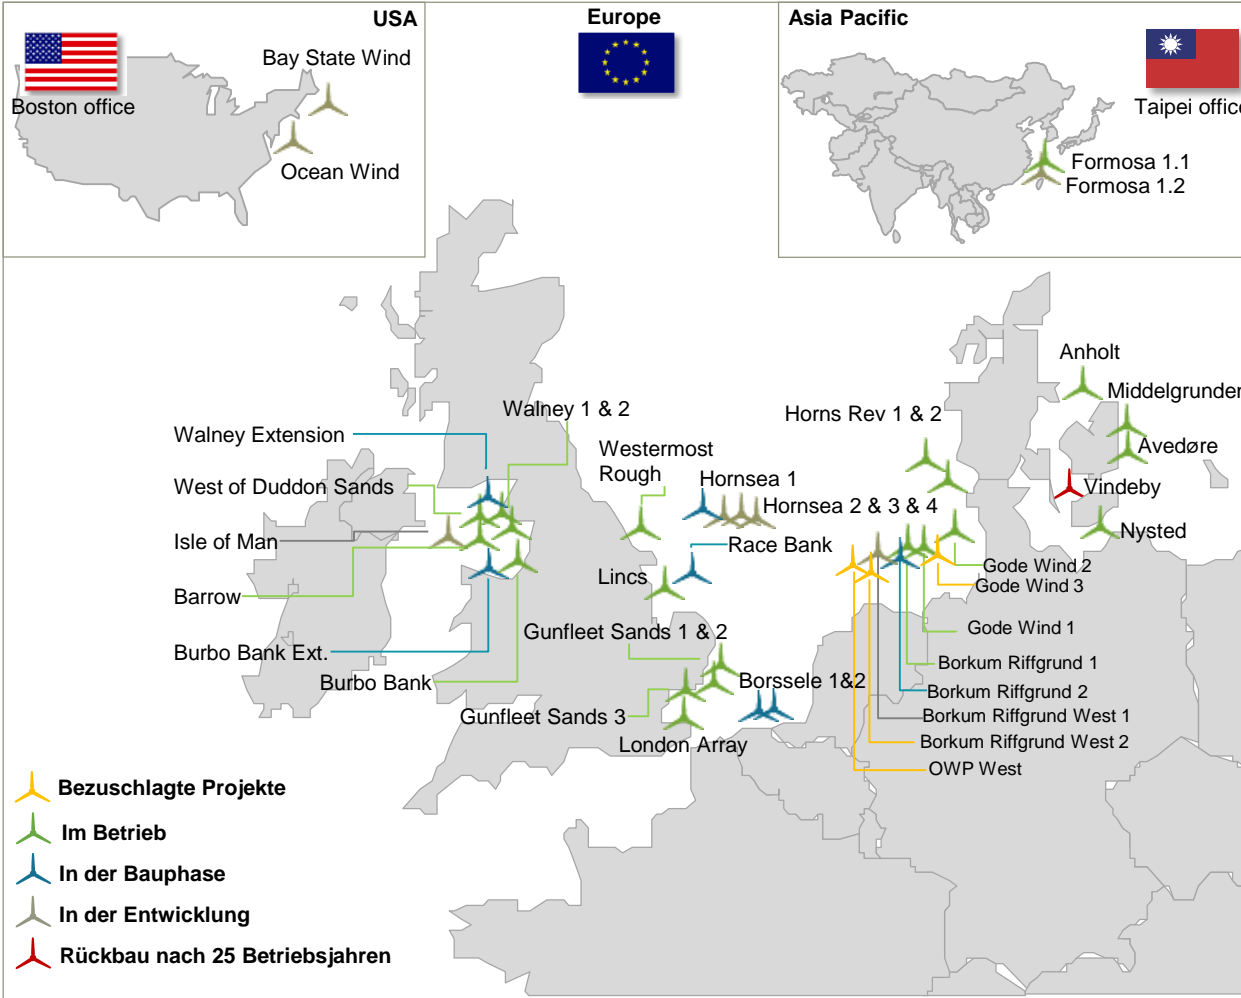 USA
Europe
Asia Pacific
Bay State Wind
Boston office
Ocean Wind
Taipei office
Formosa 1.1
Formosa 1.2
Anholt
Middelgrunden
Walney 1 & 2
Horns Rev 1 & 2
Walney Extension
Westermost
Rough
Avedøre
Hornsea 1
West of Duddon Sands
Vindeby
Hornsea 2 & 3 & 4
Nysted
Isle of Man
Race Bank
Gode Wind 2
Lincs
Gode Wind 3
Barrow
Gunfleet Sands 1 & 2
Gode Wind 1
Burbo Bank Ext.
Borkum Riffgrund 1
Burbo Bank
Borssele 1&2
Borkum Riffgrund 2
Gunfleet Sands 3
Borkum Riffgrund West 1
London Array
Borkum Riffgrund West 2
OWP West
Bezuschlagte Projekte
Im Betrieb
In der Bauphase
In der Entwicklung
Rückbau nach 25 Betriebsjahren